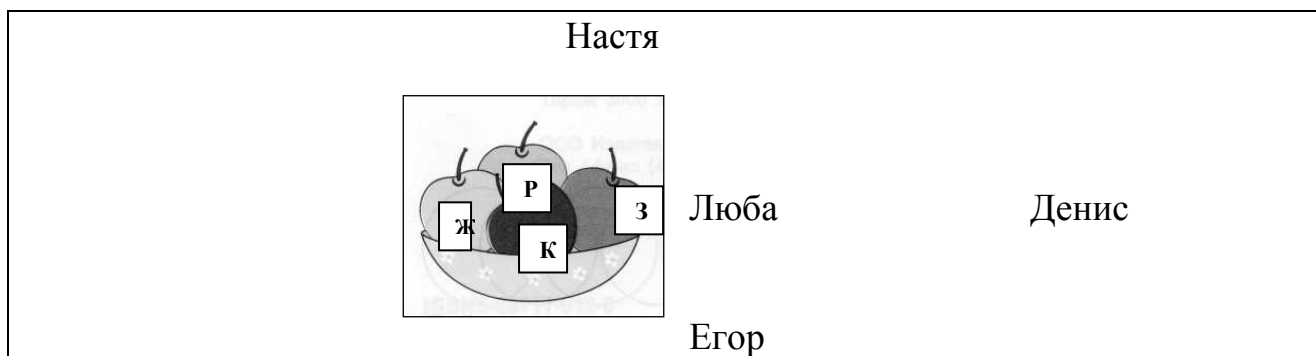 Настя
Р
Ж
З
К
Люба
Денис
Егор